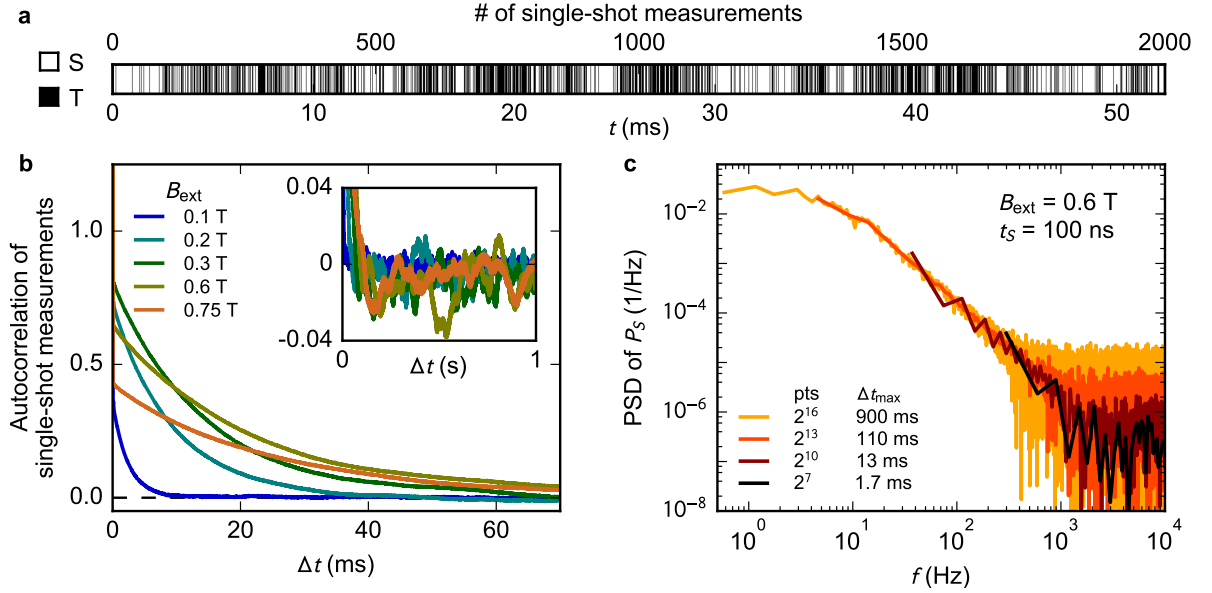 a
# of single-shot measurements
0 500 1000 1500 2000
S
T
0 10 20 30 40 50
t (ms)
b
Autocorrelation of
single-shot measurements
1.0
0.5
0.0
0 20 40 60
Δt (ms)
B_ext
0.1 T
0.2 T
0.3 T
0.6 T
0.75 T
0.04
0
-0.04
0 1
Δt (s)
c
PSD of P_S (1/Hz)
10^−2
10^−4
10^−6
10^−8
10^0 10^1 10^2 10^3 10^4
f (Hz)
B_ext = 0.6 T
t_S = 100 ns
pts Δt_max
2^16 900 ms
2^13 110 ms
2^10 13 ms
2^7 1.7 ms